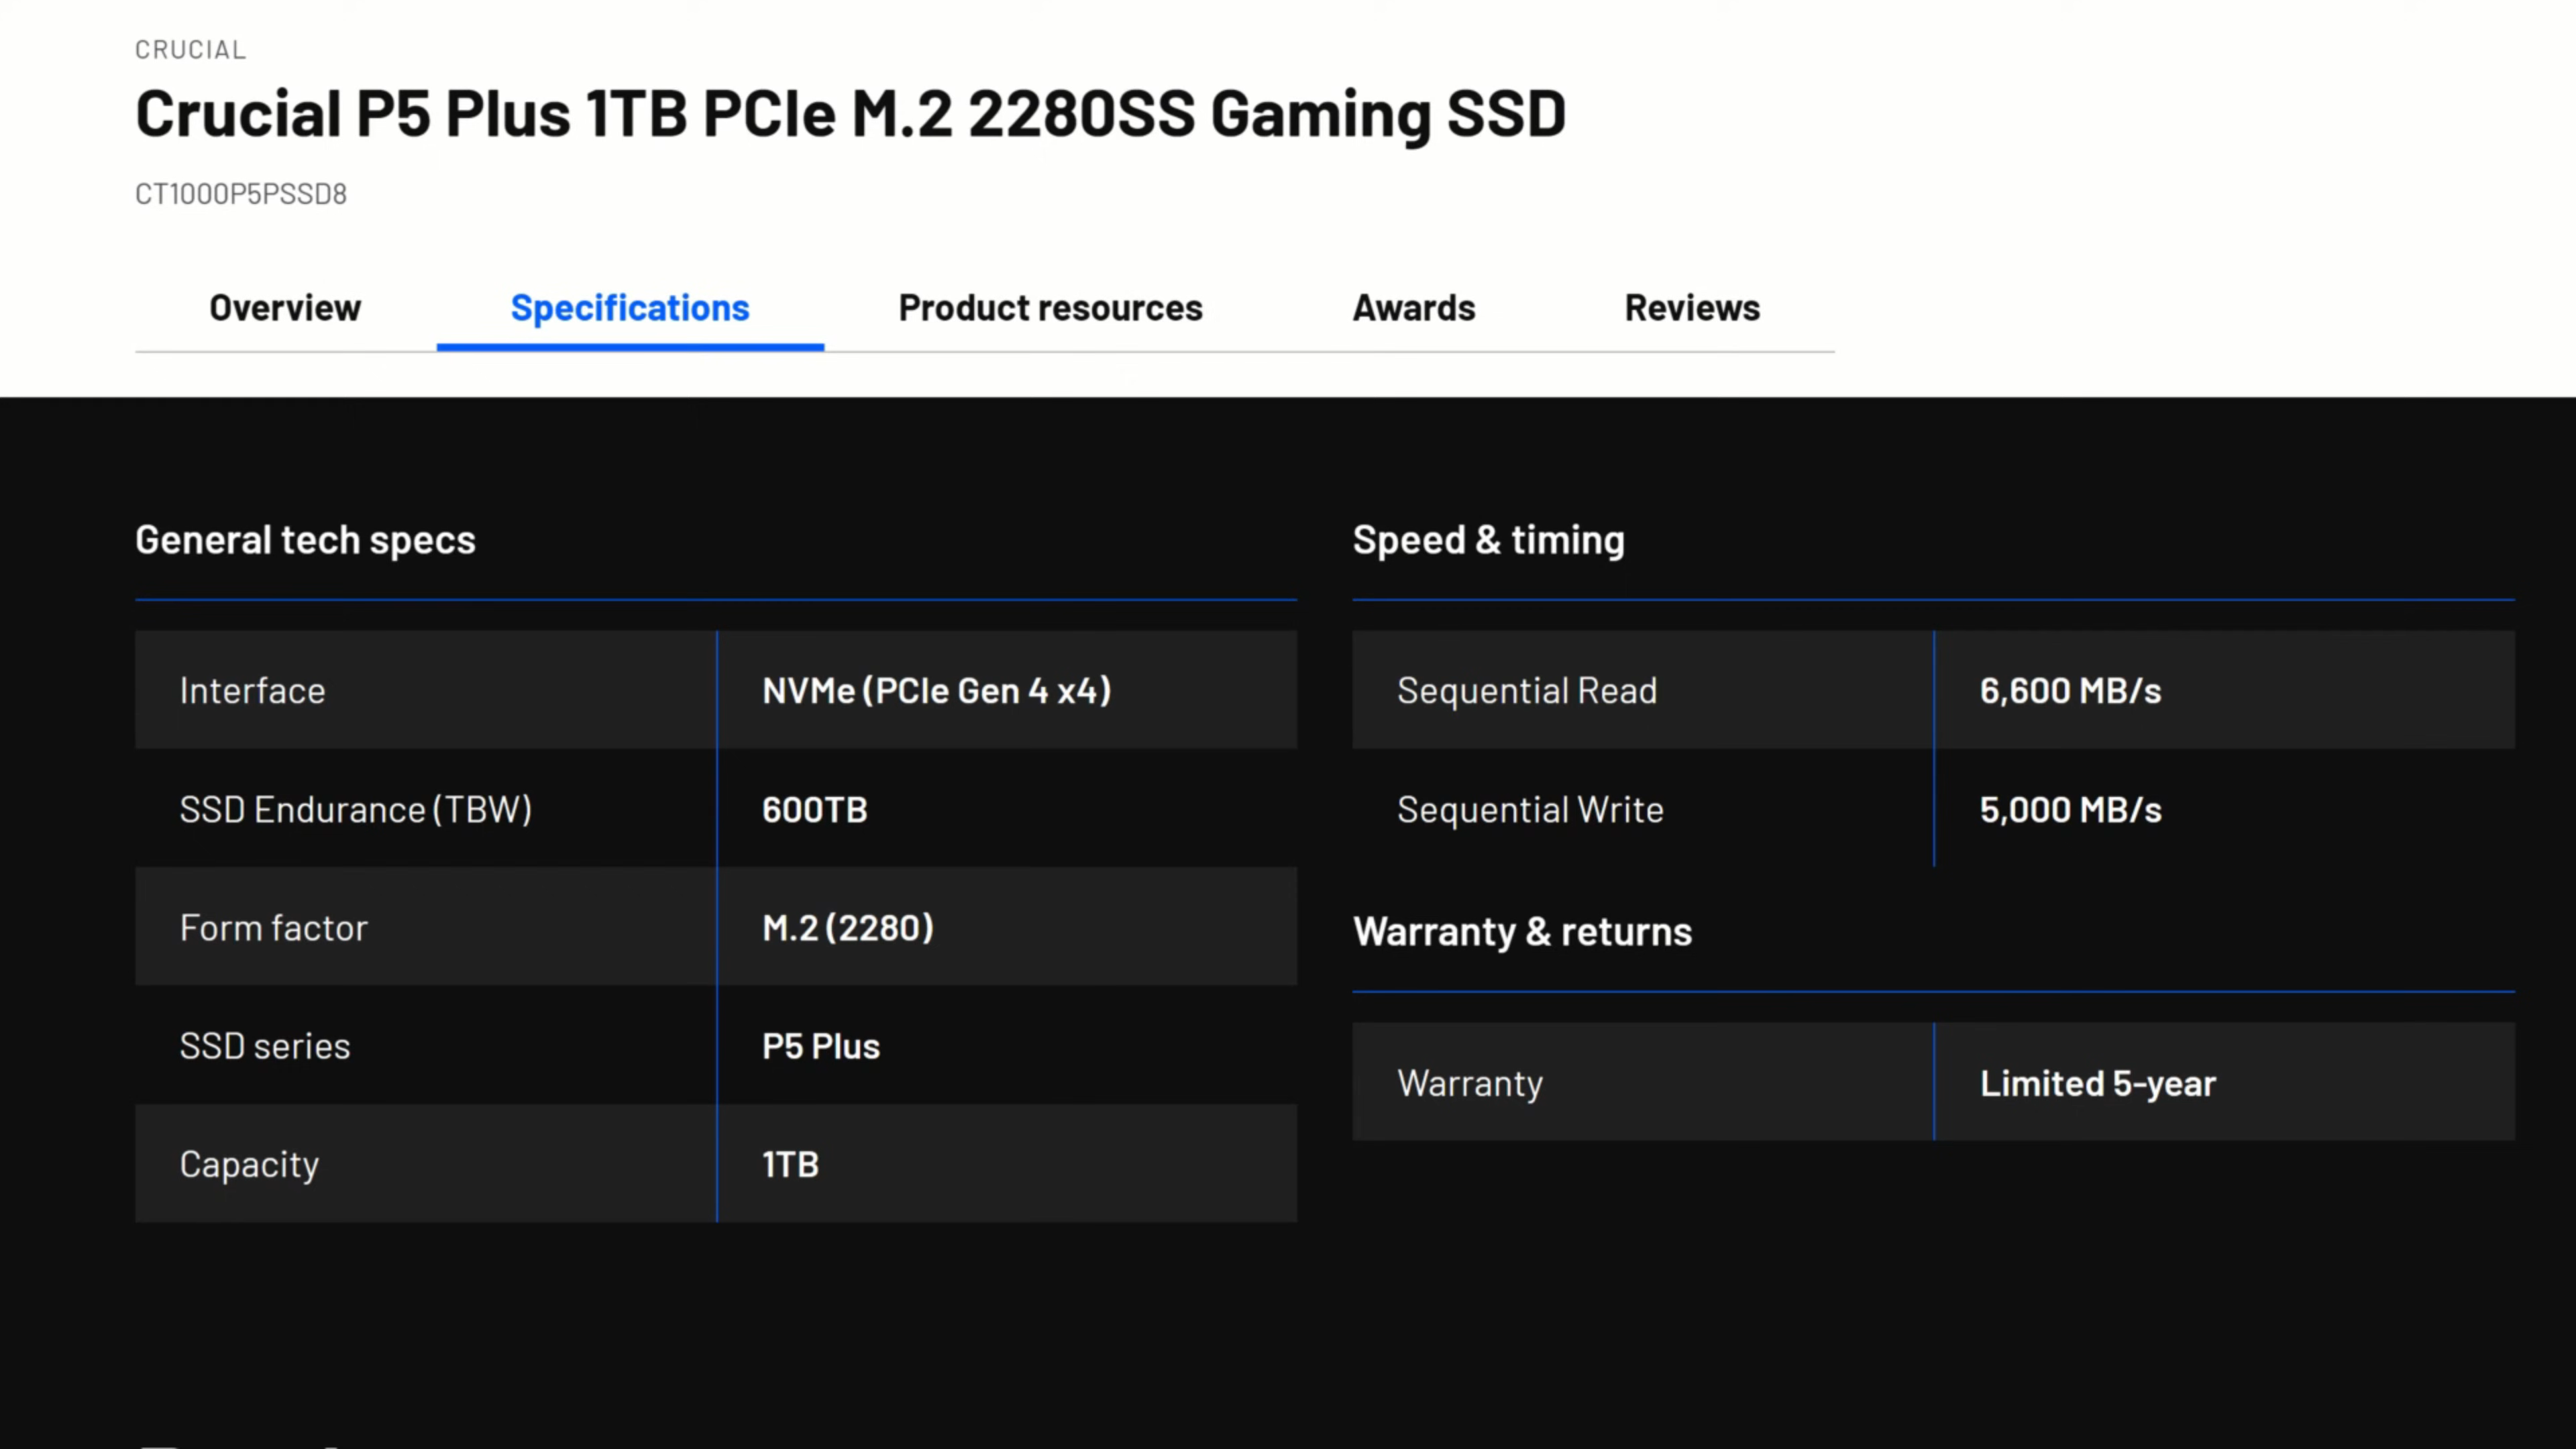 CRUCIAL
Crucial P5 Plus 1TB PCIe M.2 2280SS Gaming SSD
CT1000P5PSSD8
Overview Specifications Product resources Awards Reviews
General tech specs
Interface NVMe (PCIe Gen 4 x4)
SSD Endurance (TBW) 600TB
Form factor M.2 (2280)
SSD series P5 Plus
Capacity 1TB
Speed & timing
Sequential Read 6,600 MB/s
Sequential Write 5,000 MB/s
Warranty & returns
Warranty Limited 5-year